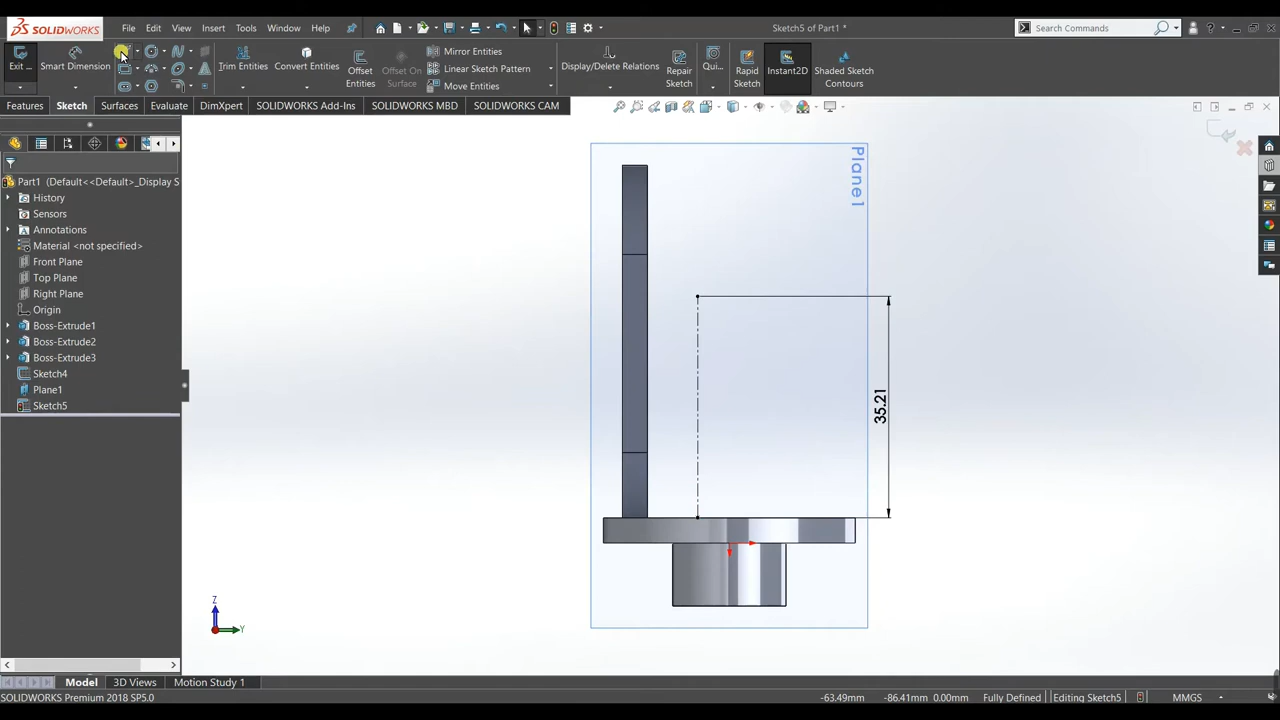 SOLIDWORKS
File Edit View Insert Tools Window Help
Sketch5 of Part1 *
Search Commands
Exit ...
Smart Dimension
Trim Entities
Convert Entities
Offset Entities
Offset On Surface
Mirror Entities
Linear Sketch Pattern
Move Entities
Display/Delete Relations
Repair Sketch
Qui...
Rapid Sketch
Instant2D
Shaded Sketch Contours
Features Sketch Surfaces Evaluate DimXpert SOLIDWORKS Add-Ins SOLIDWORKS MBD SOLIDWORKS CAM
Part1 (Default<<Default>_Display S
History
Sensors
Annotations
Material <not specified>
Front Plane
Top Plane
Right Plane
Origin
Boss-Extrude1
Boss-Extrude2
Boss-Extrude3
Sketch4
Plane1
Sketch5
Plane1
35.21
Z
Y
Model 3D Views Motion Study 1
SOLIDWORKS Premium 2018 SP5.0
-63.49mm -86.41mm 0.00mm Fully Defined Editing Sketch5 MMGS